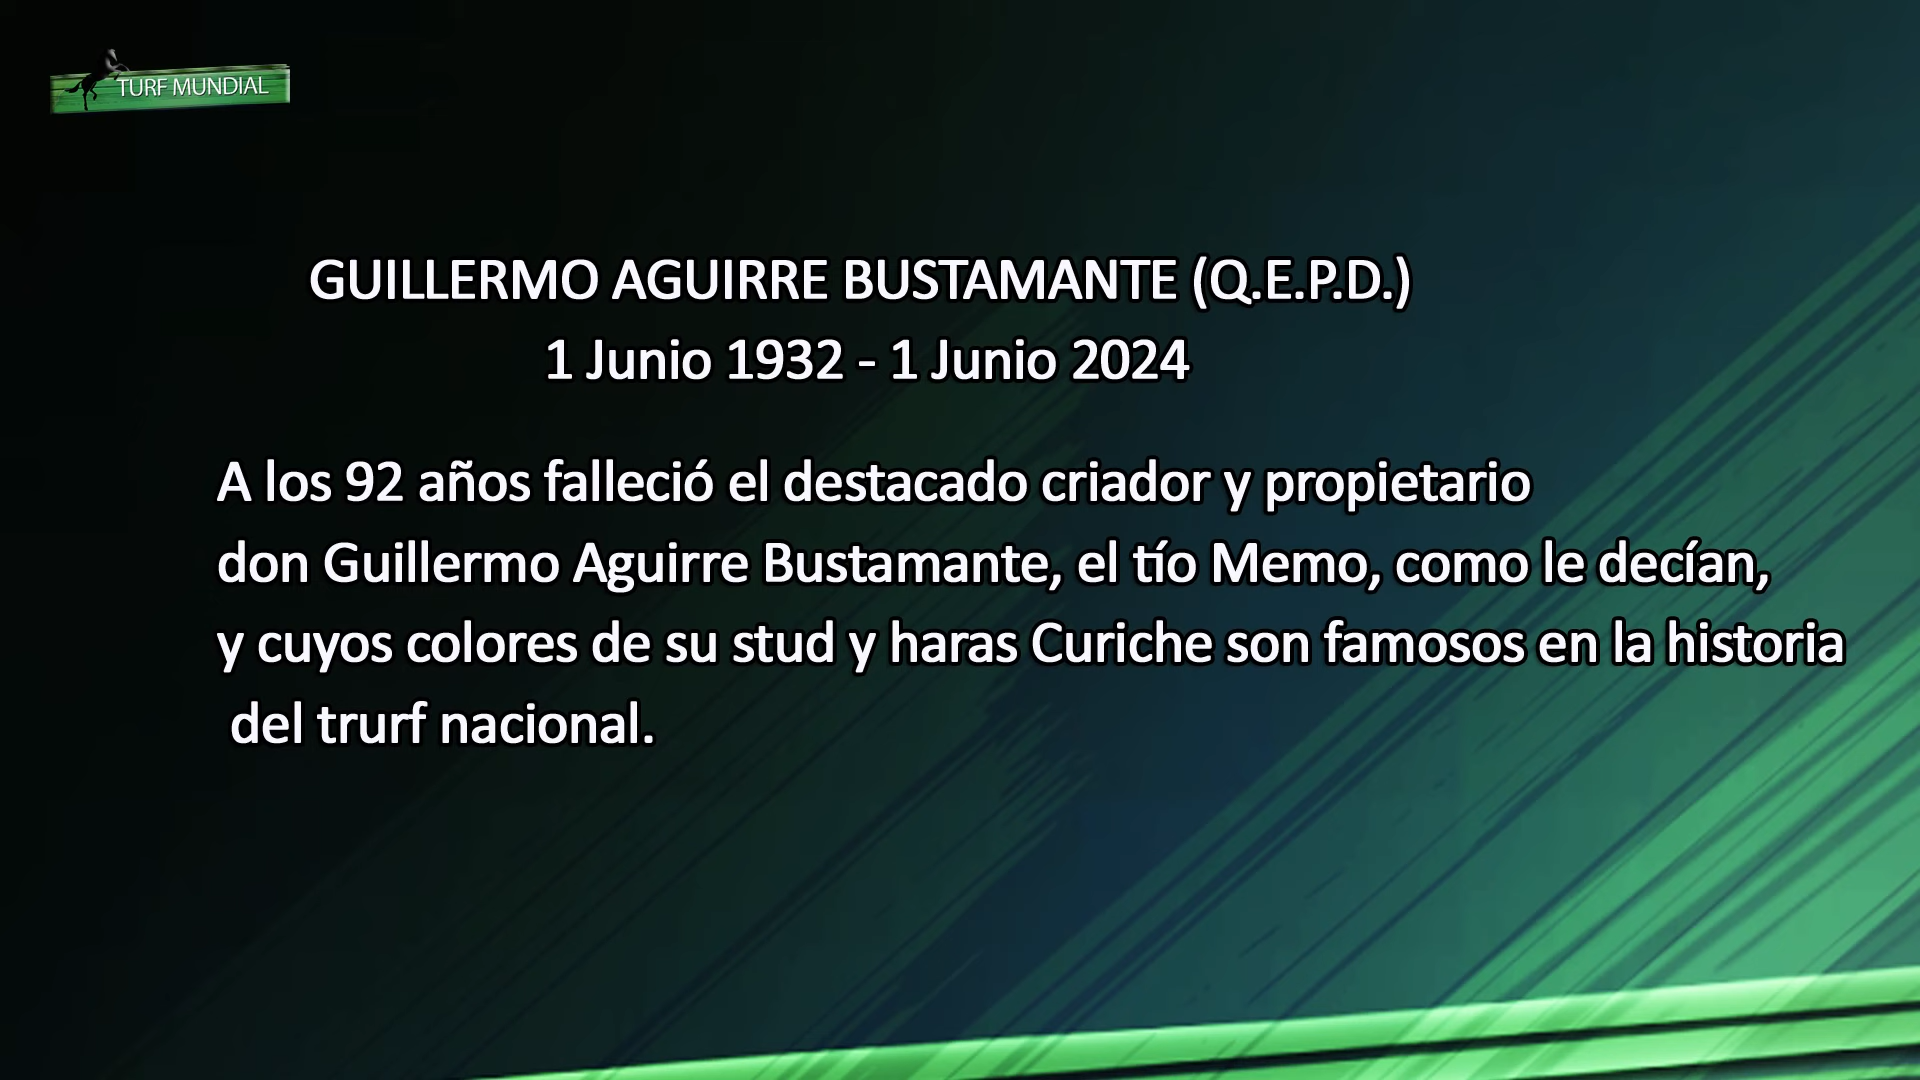 TURF MUNDIAL
GUILLERMO AGUIRRE BUSTAMANTE (Q.E.P.D.)
1 Junio 1932 - 1 Junio 2024
A los 92 años falleció el destacado criador y propietario
don Guillermo Aguirre Bustamante, el tío Memo, como le decían,
y cuyos colores de su stud y haras Curiche son famosos en la historia
del trurf nacional.